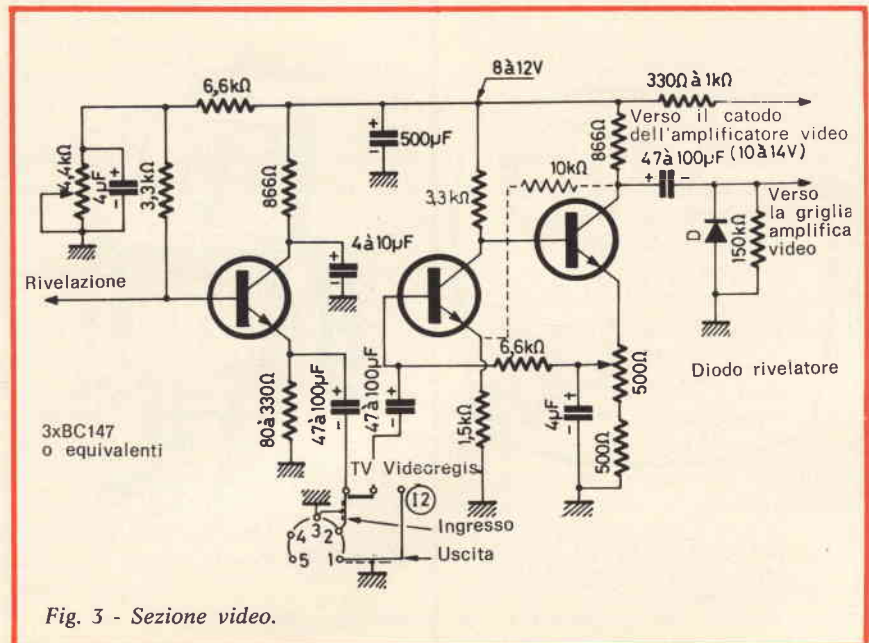 6,6kΩ
8à12V
330Ω à 1kΩ
Verso il catodo
dell'amplificatore video
(10à14V)
500µF
866Ω
47à100µF
10kΩ
4,4kΩ
4µF
3,3kΩ
866Ω
3,3kΩ
Verso
la griglia
amplifica
video
4à10µF
D
150kΩ
Rivelazione
6,6kΩ
500Ω
Diodo rivelatore
80à330Ω
47à100µF
47à100µF
1,5kΩ
4µF
500Ω
3xBC147
o equivalenti
TV Videoregis
I2
Ingresso
Uscita
3
4
2
5
1
Fig. 3 - Sezione video.